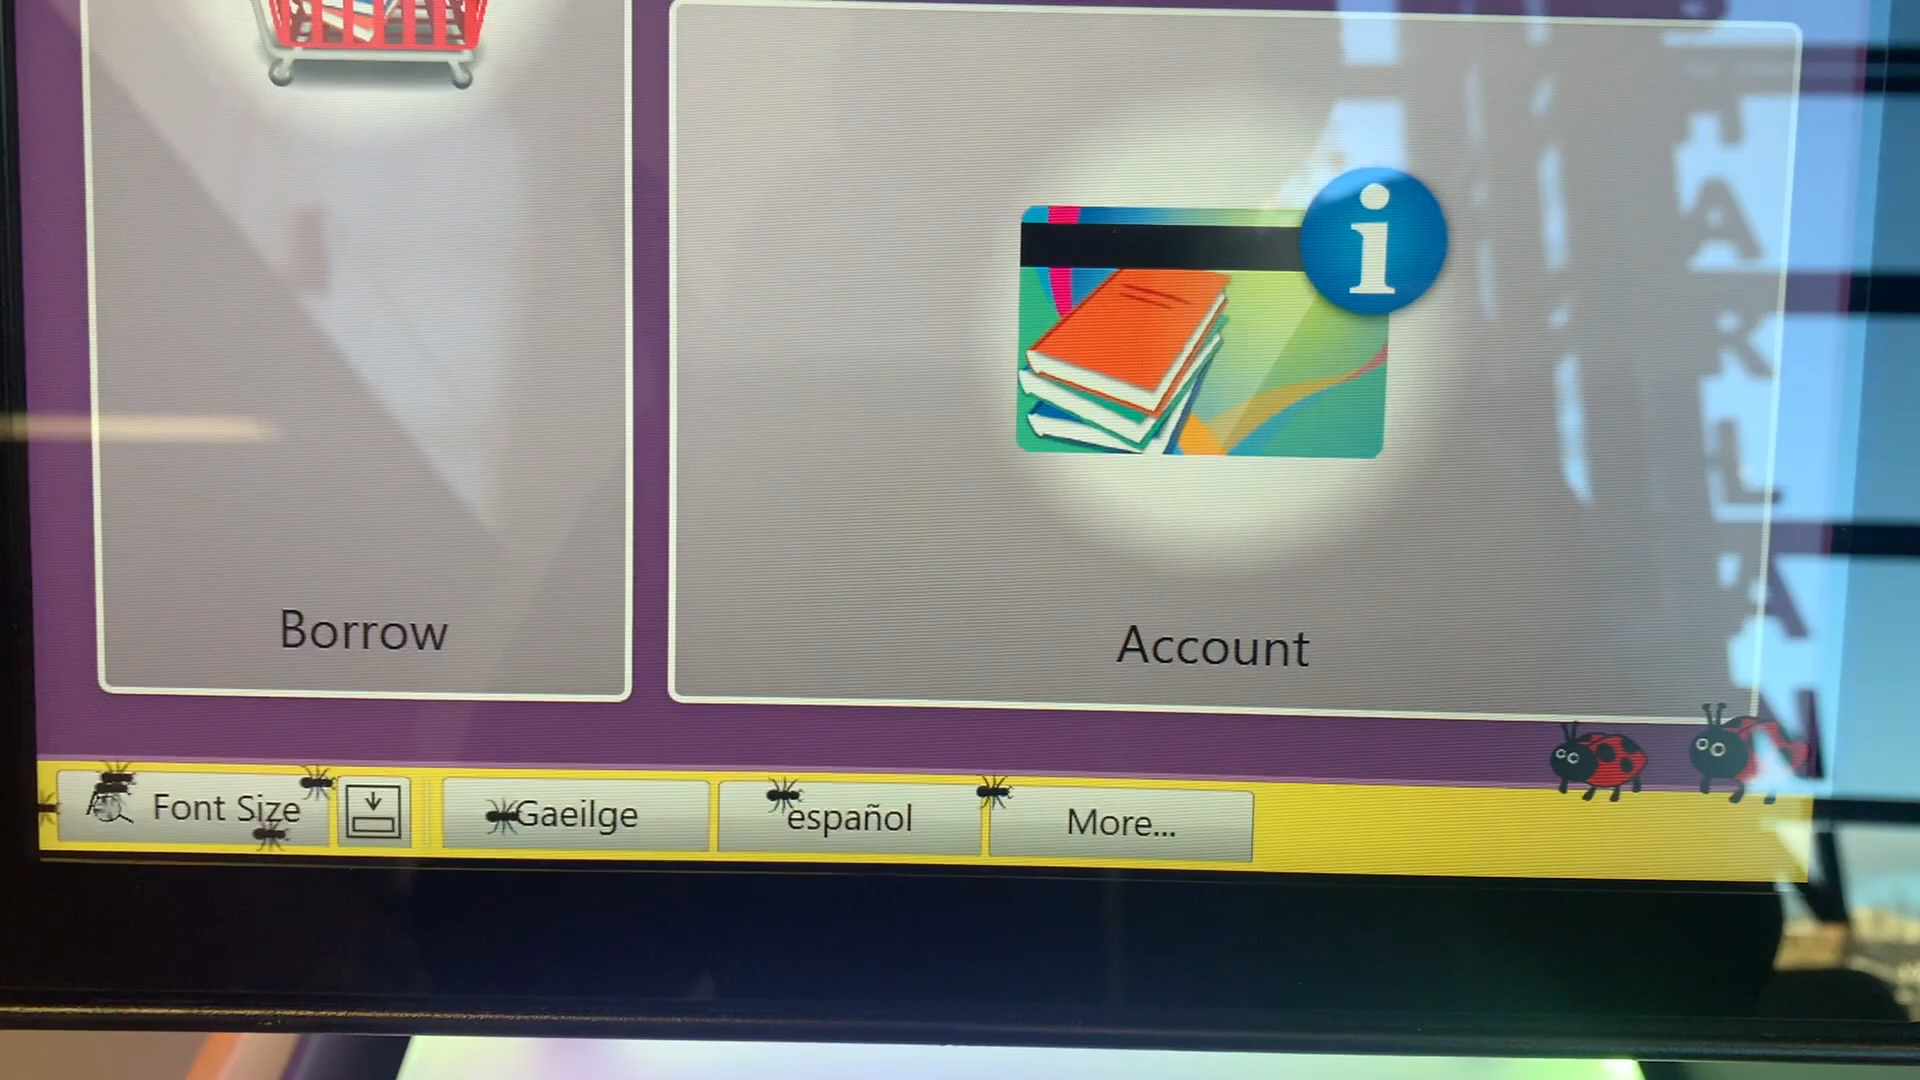 Borrow
Account
Font Size
Gaeilge
español
More...